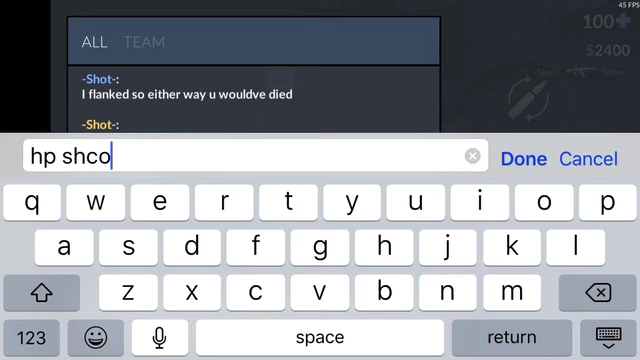 45 FPS
100
$2400
ALL TEAM
-Shot-:
I flanked so either way u wouldve died
-Shot-:
hp shco
Done Cancel
q w e r t y u i o p
a s d f g h j k l
z x c v b n m
123 space return